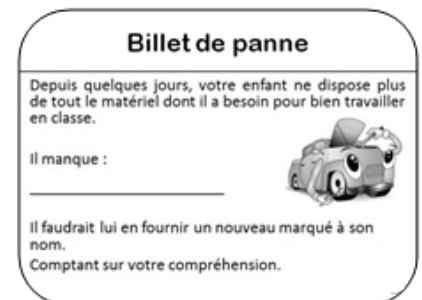 Billet de panne
Depuis quelques jours, votre enfant ne dispose plus
de tout le matériel dont il a besoin pour bien travailler
en classe.
Il manque :
Il faudrait lui en fournir un nouveau marqué à son
nom.
Comptant sur votre compréhension.